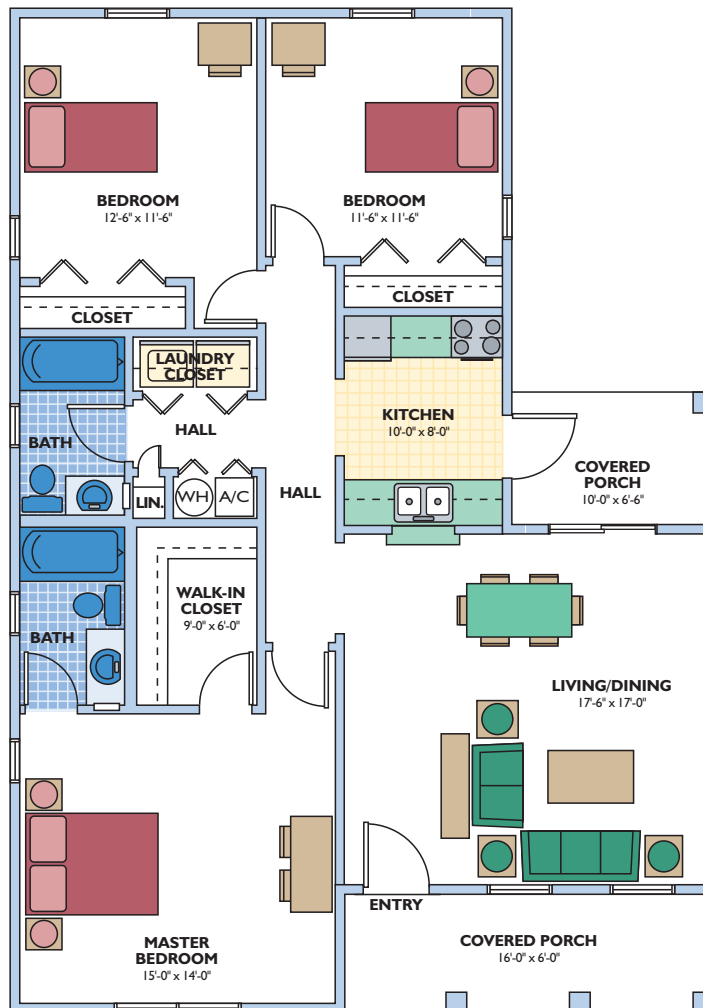 BEDROOM
12'-6" x 11'-6"
BEDROOM
11'-6" x 11'-6"
CLOSET
CLOSET
LAUNDRY
CLOSET
KITCHEN
10'-0" x 8'-0"
HALL
BATH
COVERED
PORCH
10'-0" x 6'-6"
HALL
LIN.
WH
A/C
WALK-IN
CLOSET
9'-0" x 6'-0"
BATH
LIVING/DINING
17'-6" x 17'-0"
ENTRY
MASTER
BEDROOM
15'-0" x 14'-0"
COVERED PORCH
16'-0" x 6'-0"